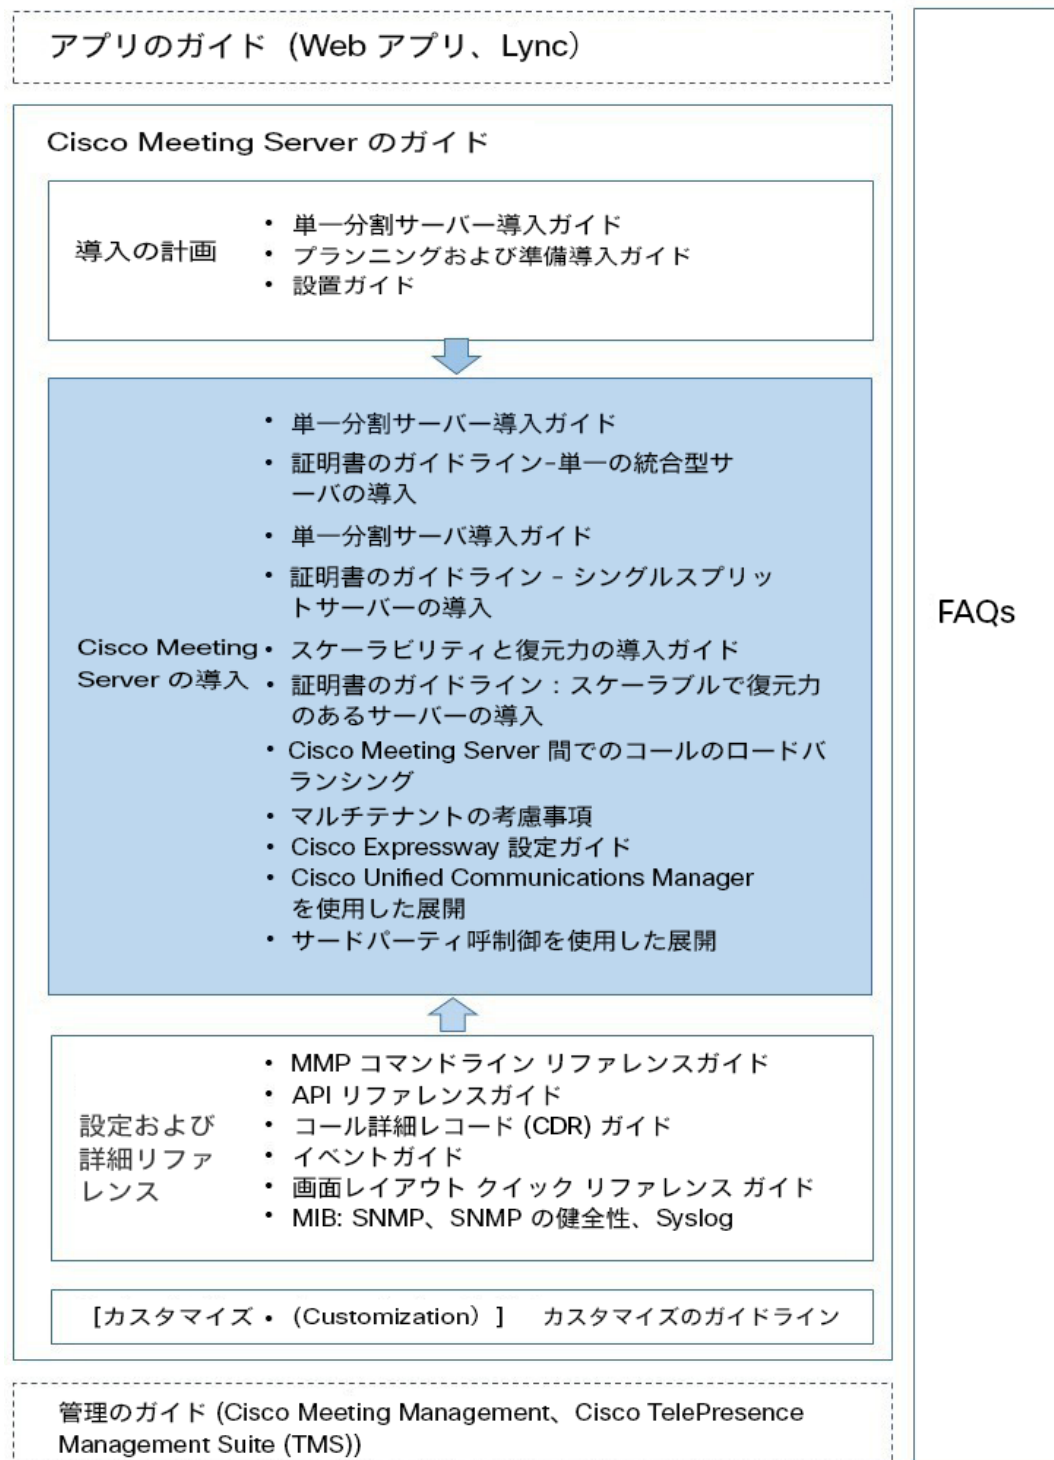 アプリのガイド（Web アプリ、Lync）
Cisco Meeting Server のガイド
導入の計画
• 単一分割サーバー導入ガイド
• プランニングおよび準備導入ガイド
• 設置ガイド
Cisco Meeting
Server の導入
• 単一分割サーバー導入ガイド
• 証明書のガイドライン-単一の統合型サ
ーバの導入
• 単一分割サーバ導入ガイド
• 証明書のガイドライン – シングルスプリッ
トサーバーの導入
• スケーラビリティと復元力の導入ガイド
• 証明書のガイドライン：スケーラブルで復元力
のあるサーバーの導入
• Cisco Meeting Server 間でのコールのロードバ
ランシング
• マルチテナントの考慮事項
• Cisco Expressway 設定ガイド
• Cisco Unified Communications Manager
を使用した展開
• サードパーティ呼制御を使用した展開
設定および
詳細リファ
レンス
• MMP コマンドライン リファレンスガイド
• API リファレンスガイド
• コール詳細レコード (CDR) ガイド
• イベントガイド
• 画面レイアウト クイック リファレンス ガイド
• MIB: SNMP、SNMP の健全性、Syslog
[カスタマイズ • （Customization）] カスタマイズのガイドライン
管理のガイド (Cisco Meeting Management、Cisco TelePresence
Management Suite (TMS))
FAQs